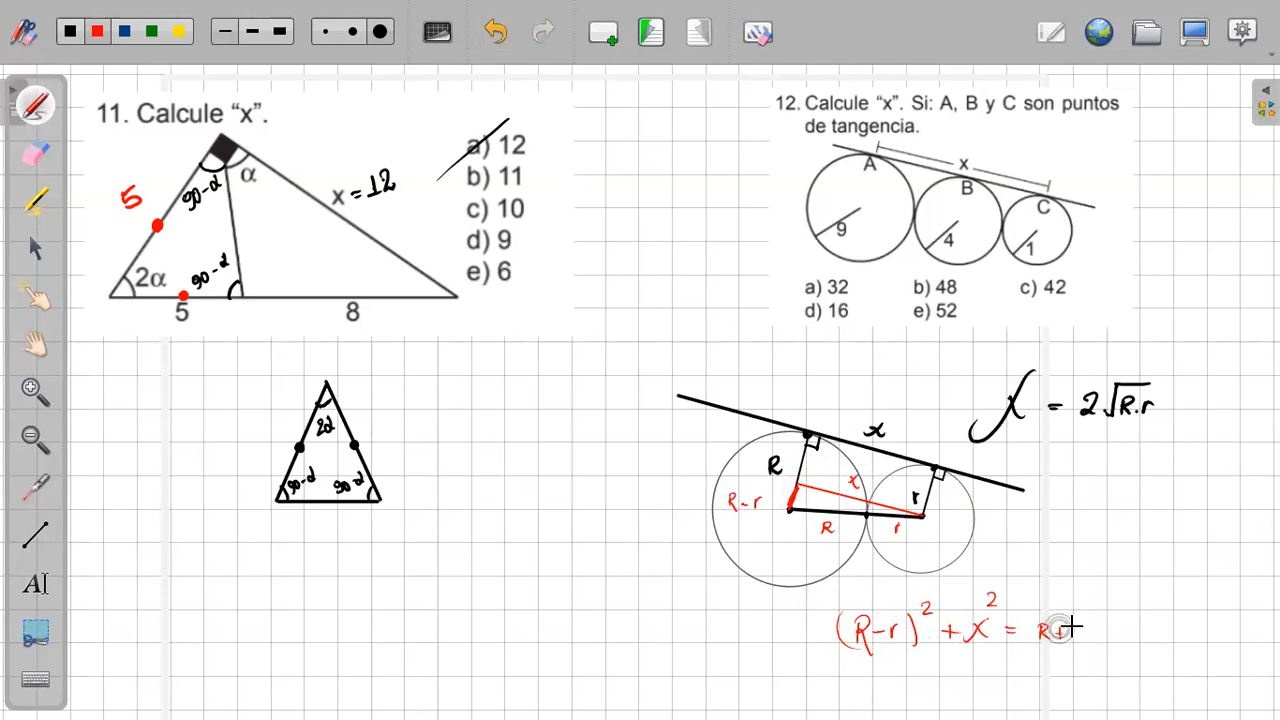 11. Calcule “x”.
5
90-α
α
x =12
2α
90-α
5
8
a) 12
b) 11
c) 10
d) 9
e) 6
12. Calcule “x”. Si: A, B y C son puntos
de tangencia.
A
x
B
C
9
4
1
a) 32 b) 48 c) 42
d) 16 e) 52
2α
90-α 90-α
x = 2√R.r
x
R
R-r
x
r
R
r
(R-r)² + x² = R+
A